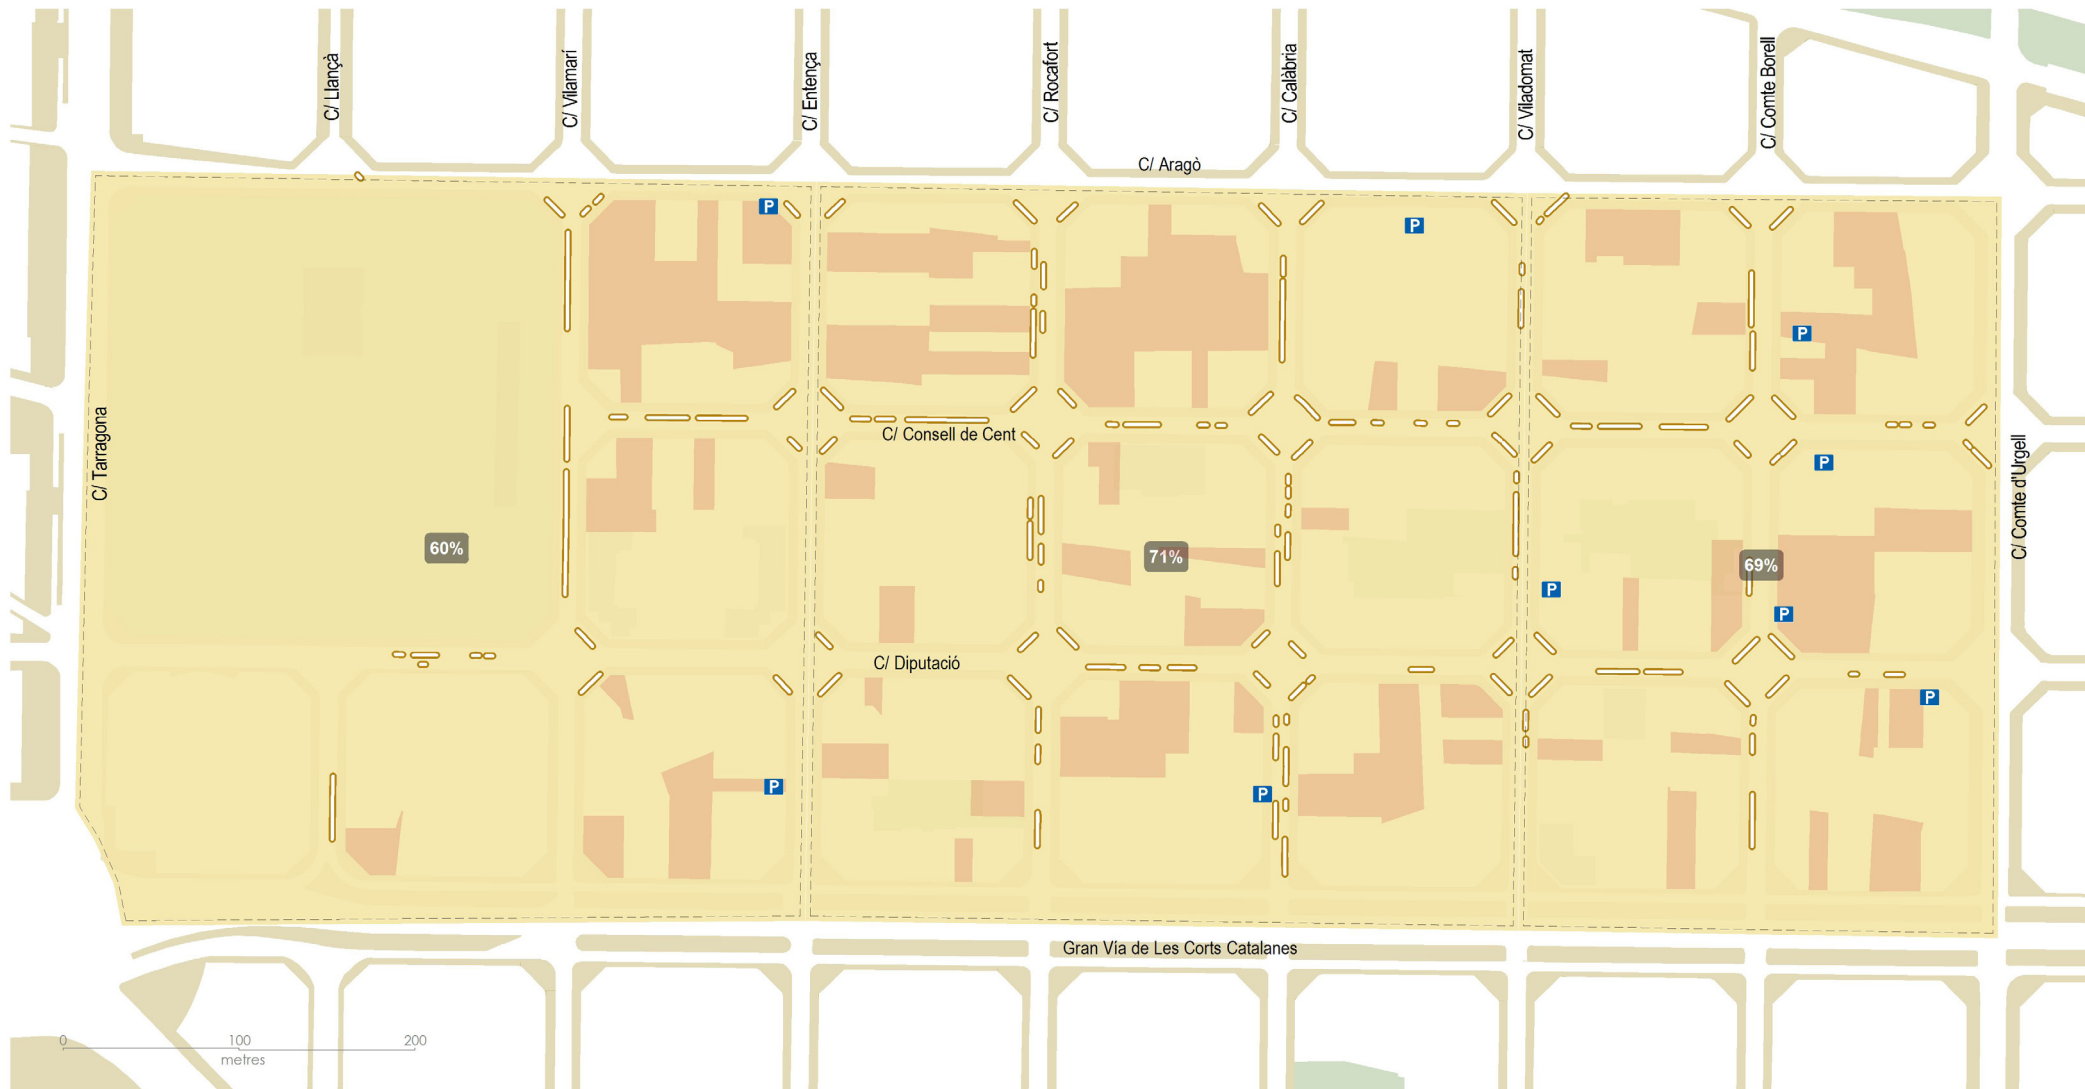 C/ Llançà
C/ Vilamarí
C/ Entença
C/ Rocafort
C/ Calàbria
C/ Viladomat
C/ Comte Borell
C/ Aragò
P
P
P
C/ Tarragona
C/ Consell de Cent
C/ Comte d'Urgell
P
60%
71%
69%
P
P
C/ Diputació
P
P
P
Gran Vía de Les Corts Catalanes
0 100 200
metres